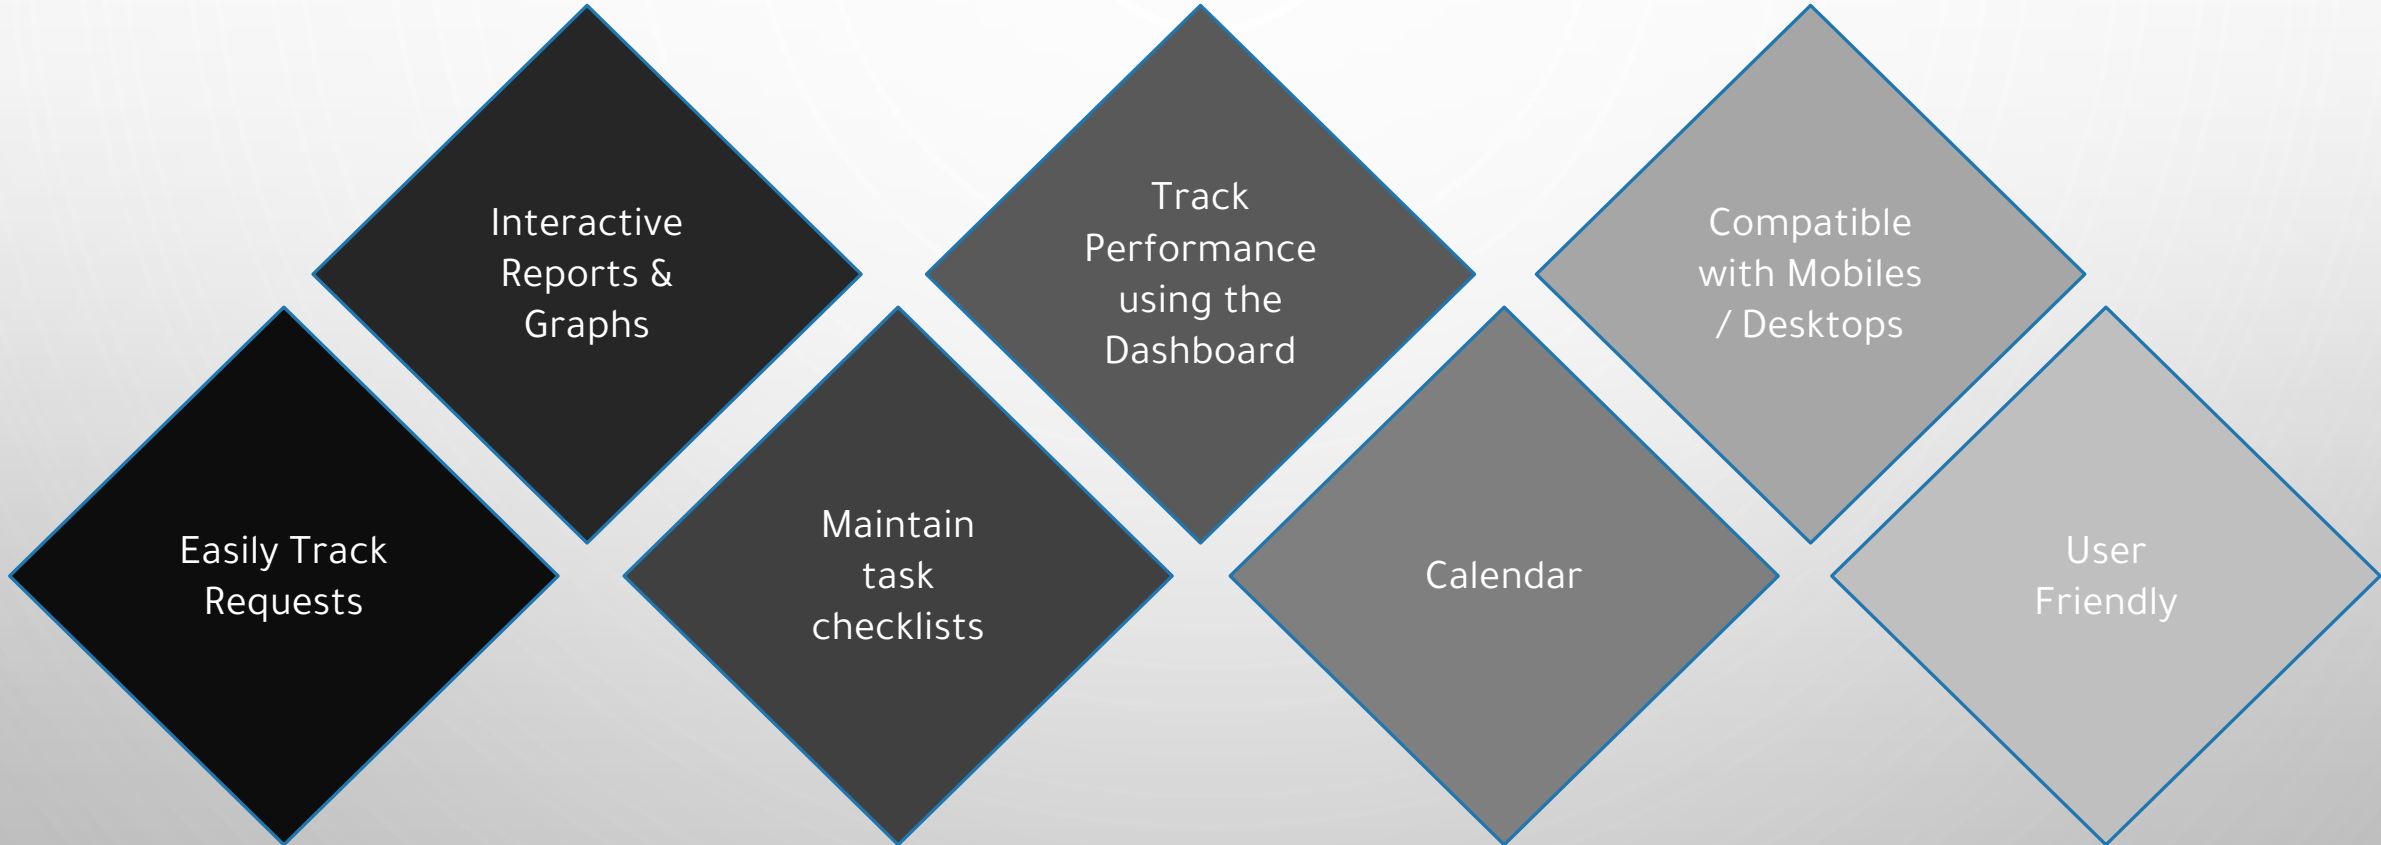 Easily Track
Requests
Interactive
Reports &
Graphs
Maintain
task
checklists
Track
Performance
using the
Dashboard
Calendar
Compatible
with Mobiles
/ Desktops
User
Friendly